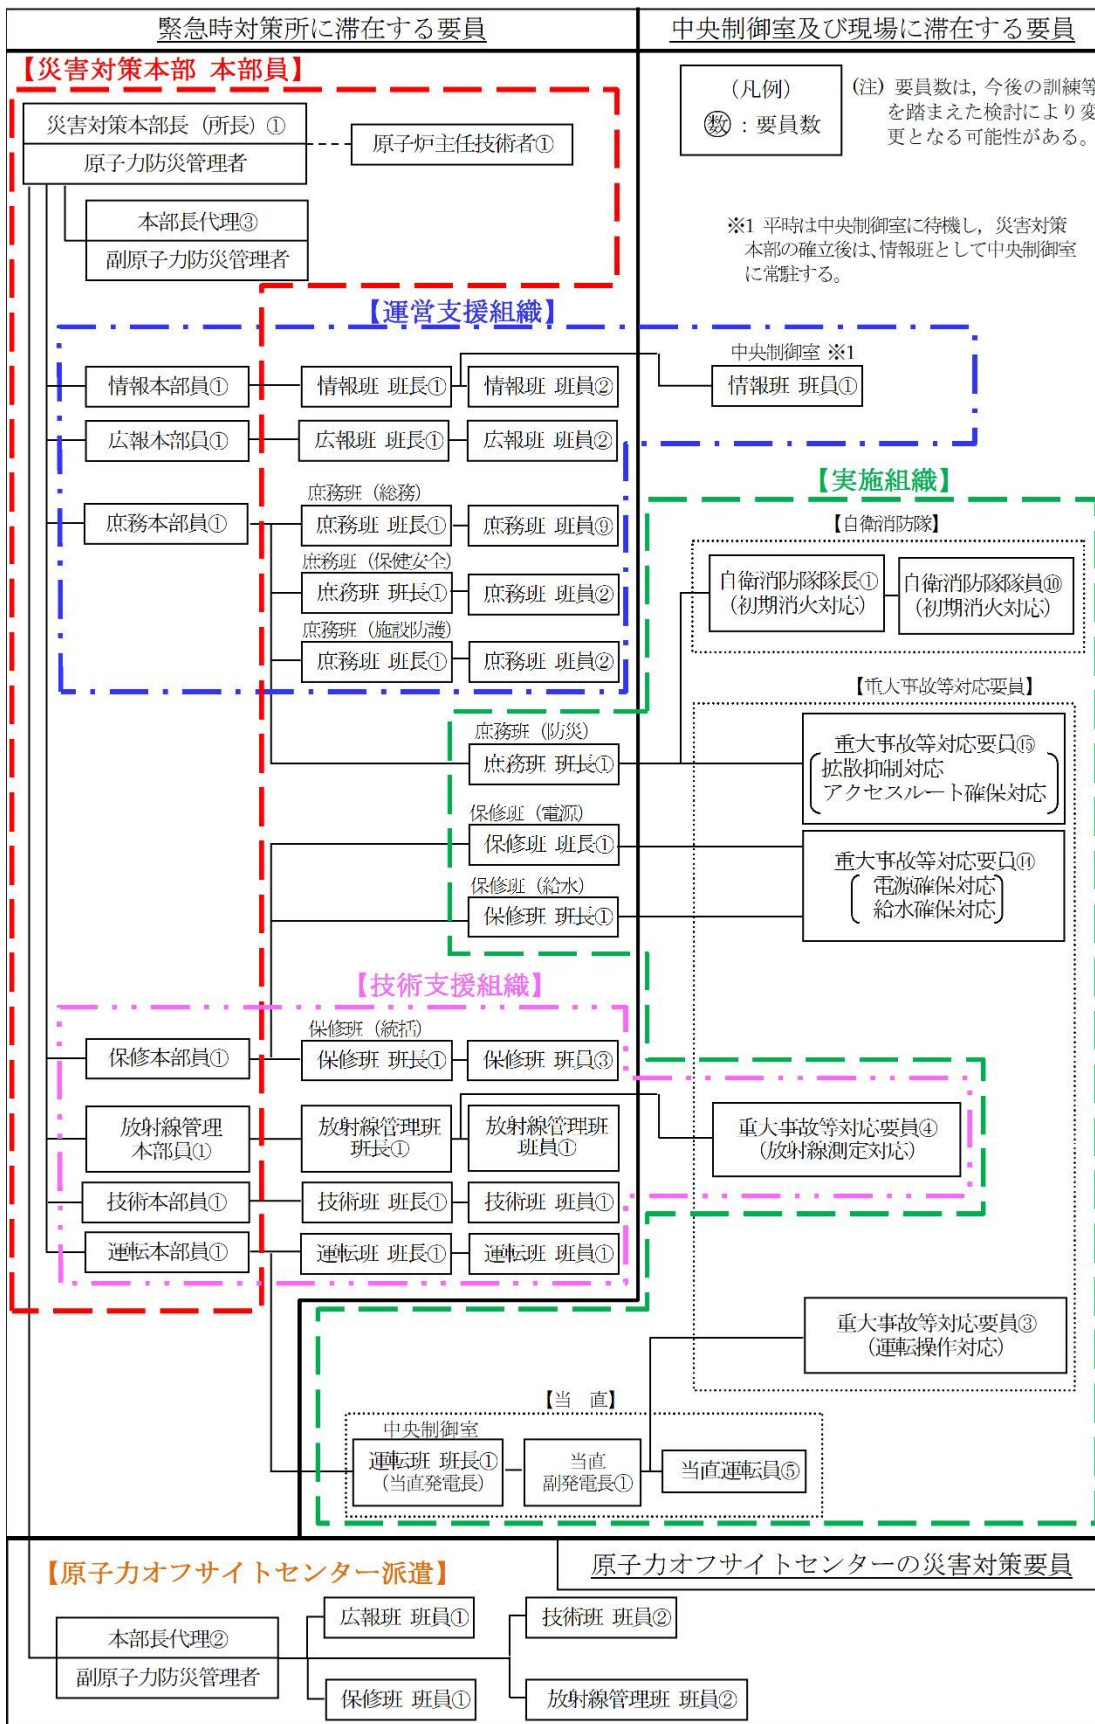 緊急時対策所に滞在する要員
中央制御室及び現場に滞在する要員
【災害対策本部 本部員】
災害対策本部長（所長）①
原子力防災管理者
原子炉主任技術者①
本部長代理③
副原子力防災管理者
（凡例）
㊥数 : 要員数
(注) 要員数は，今後の訓練等
を踏まえた検討により変
更となる可能性がある。
※1 平時は中央制御室に待機し，災害対策
本部の確立後は，情報班として中央制御室
に常駐する。
【運営支援組織】
中央制御室 ※1
情報本部員①
情報班 班長①
情報班 班員②
情報班 班員①
広報本部員①
広報班 班長①
広報班 班員②
【実施組織】
庶務班（総務）
庶務本部員①
庶務班 班長①
庶務班 班員⑨
庶務班（保健安全）
庶務班 班長①
庶務班 班員②
庶務班（施設防護）
庶務班 班長①
庶務班 班員②
【自衛消防隊】
自衛消防隊隊長①
（初期消火対応）
自衛消防隊隊員⑩
（初期消火対応）
【重大事故等対応要員】
庶務班（防災）
庶務班 班長①
重大事故等対応要員⑮
拡散抑制対応
アクセスルート確保対応
保修班（電源）
保修班 班長①
保修班（給水）
保修班 班長①
重大事故等対応要員⑭
電源確保対応
給水確保対応
【技術支援組織】
保修班（統括）
保修本部員①
保修班 班長①
保修班 班員③
放射線管理
本部員①
放射線管理班
班長①
放射線管理班
班員①
重大事故等対応要員④
（放射線測定対応）
技術本部員①
技術班 班長①
技術班 班員①
運転本部員①
運転班 班長①
運転班 班員①
重大事故等対応要員③
（運転操作対応）
【当　直】
中央制御室
運転班 班長①
（当直発電長）
当直
副発電長①
当直運転員⑤
【原子力オフサイトセンター派遣】
原子力オフサイトセンターの災害対策要員
本部長代理②
副原子力防災管理者
広報班 班員①
技術班 班員②
保修班 班員①
放射線管理班 班員②